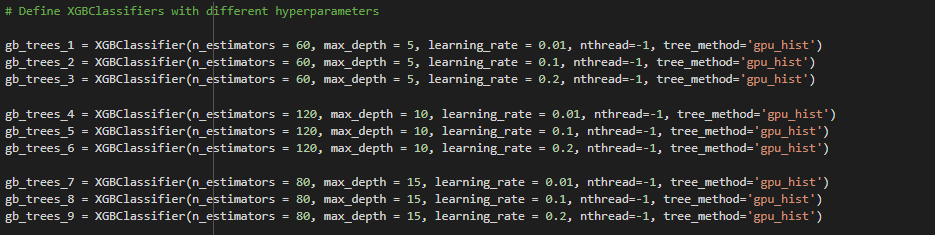 # Define XGBClassifiers with different hyperparameters
gb_trees_1 = XGBClassifier(n_estimators = 60, max_depth = 5, learning_rate = 0.01, nthread=-1, tree_method='gpu_hist')
gb_trees_2 = XGBClassifier(n_estimators = 60, max_depth = 5, learning_rate = 0.1, nthread=-1, tree_method='gpu_hist')
gb_trees_3 = XGBClassifier(n_estimators = 60, max_depth = 5, learning_rate = 0.2, nthread=-1, tree_method='gpu_hist')
gb_trees_4 = XGBClassifier(n_estimators = 120, max_depth = 10, learning_rate = 0.01, nthread=-1, tree_method='gpu_hist')
gb_trees_5 = XGBClassifier(n_estimators = 120, max_depth = 10, learning_rate = 0.1, nthread=-1, tree_method='gpu_hist')
gb_trees_6 = XGBClassifier(n_estimators = 120, max_depth = 10, learning_rate = 0.2, nthread=-1, tree_method='gpu_hist')
gb_trees_7 = XGBClassifier(n_estimators = 80, max_depth = 15, learning_rate = 0.01, nthread=-1, tree_method='gpu_hist')
gb_trees_8 = XGBClassifier(n_estimators = 80, max_depth = 15, learning_rate = 0.1, nthread=-1, tree_method='gpu_hist')
gb_trees_9 = XGBClassifier(n_estimators = 80, max_depth = 15, learning_rate = 0.2, nthread=-1, tree_method='gpu_hist')